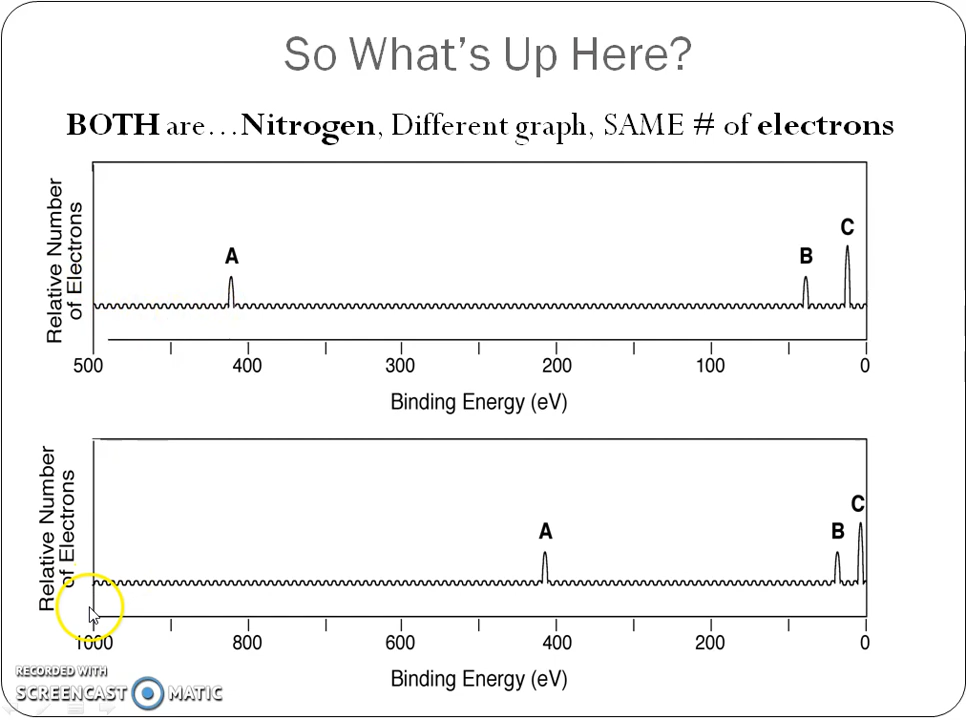 So What's Up Here?
BOTH are...Nitrogen, Different graph, SAME # of electrons
Relative Number
of Electrons
A
B
C
500
400
300
200
100
0
Binding Energy (eV)
Relative Number
of Electrons
A
B
C
1000
800
600
400
200
0
Binding Energy (eV)
RECORDED WITH
SCREENCAST MATIC